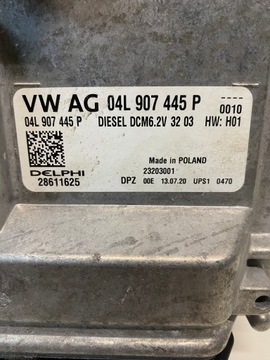 VW AG 04L 907 445 P
0010
04L 907 445 P DIESEL DCM6.2V 32 03 HW: H01
Made in POLAND
23203001
DELPHI
28611625
DPZ 00E 13.07.20 UPS1 0470